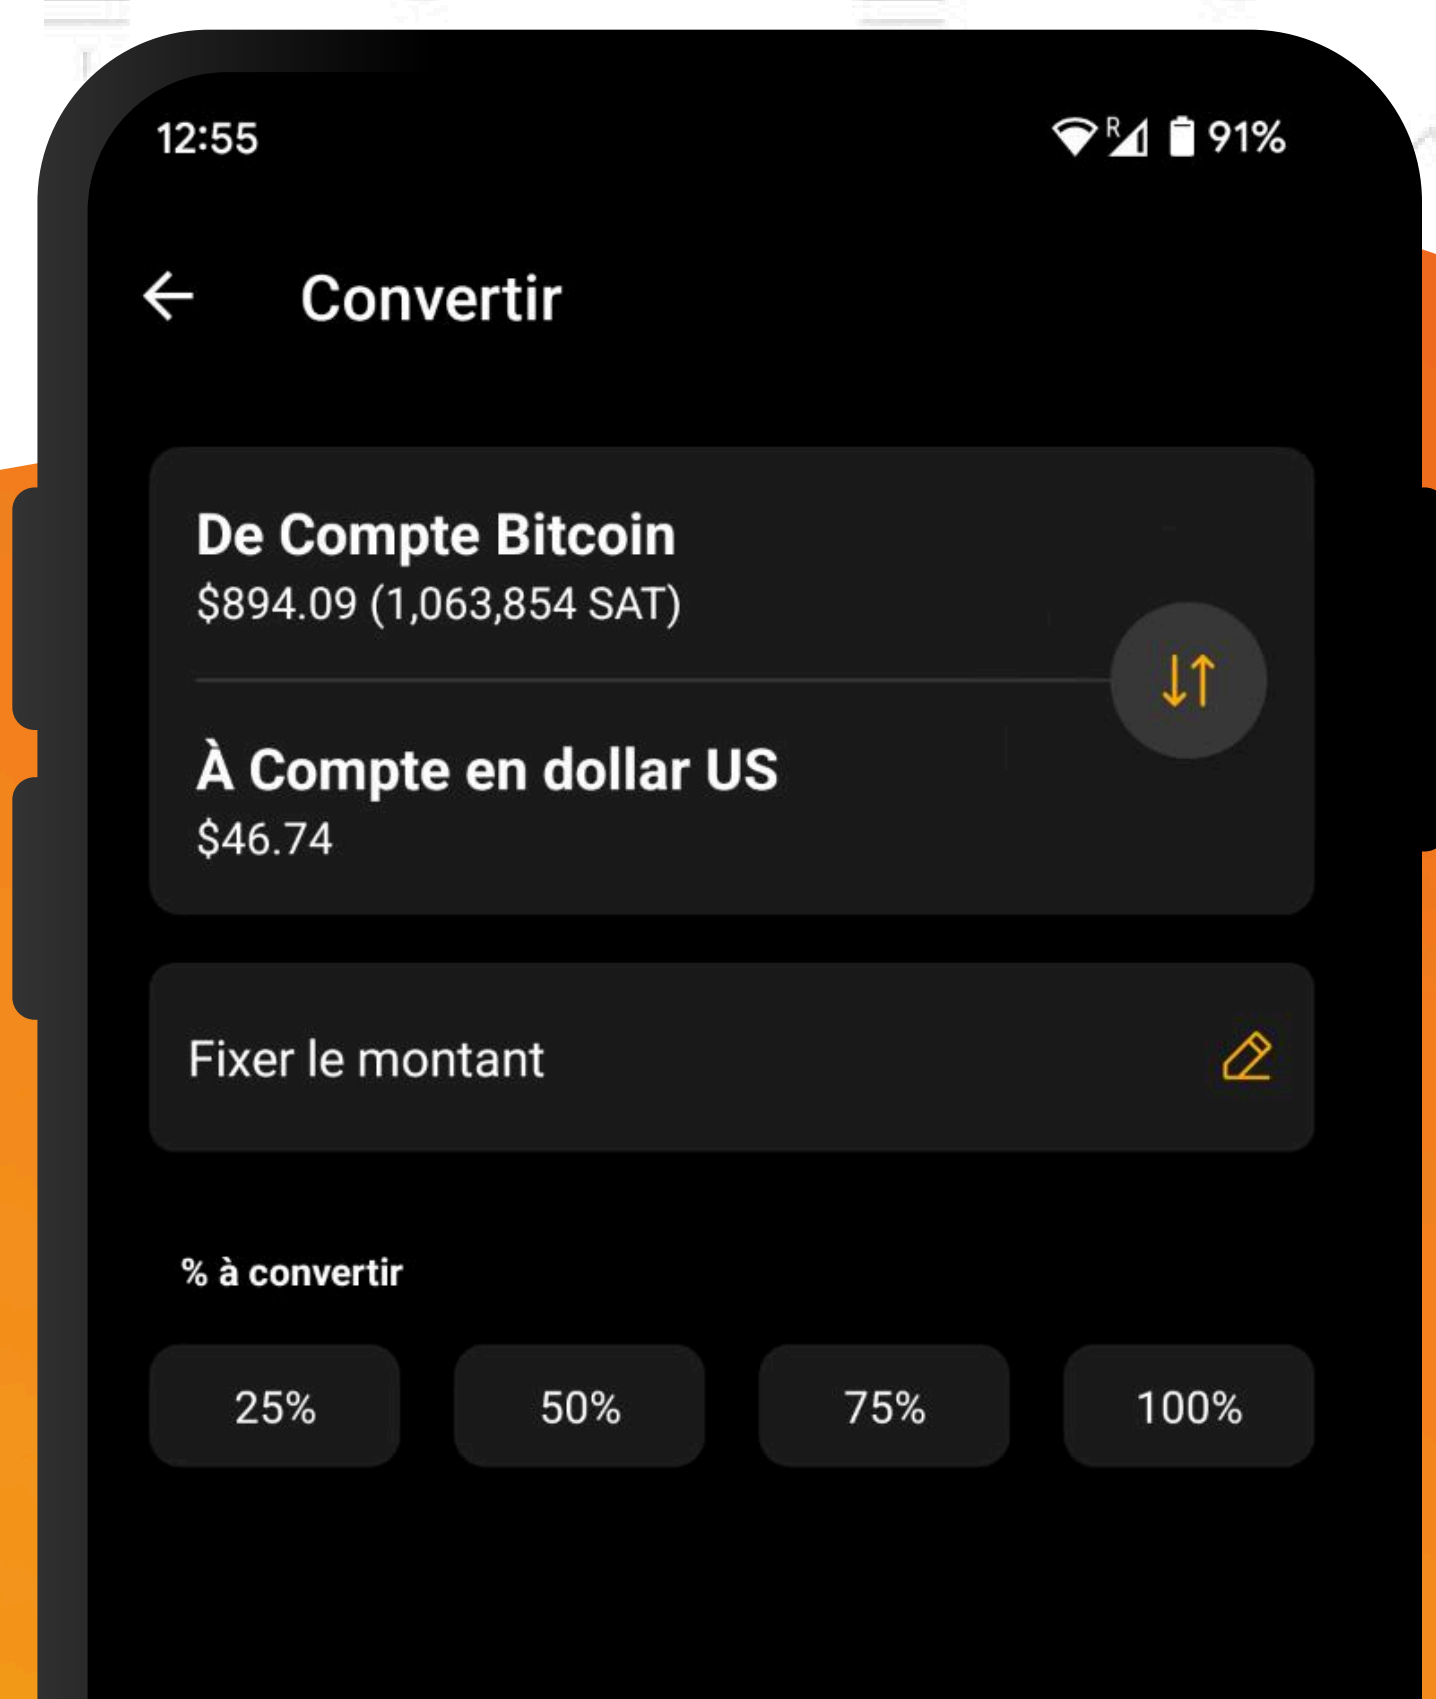 12:55
R 91%
Convertir
De Compte Bitcoin
$894.09 (1,063,854 SAT)
À Compte en dollar US
$46.74
Fixer le montant
% à convertir
25% 50% 75% 100%